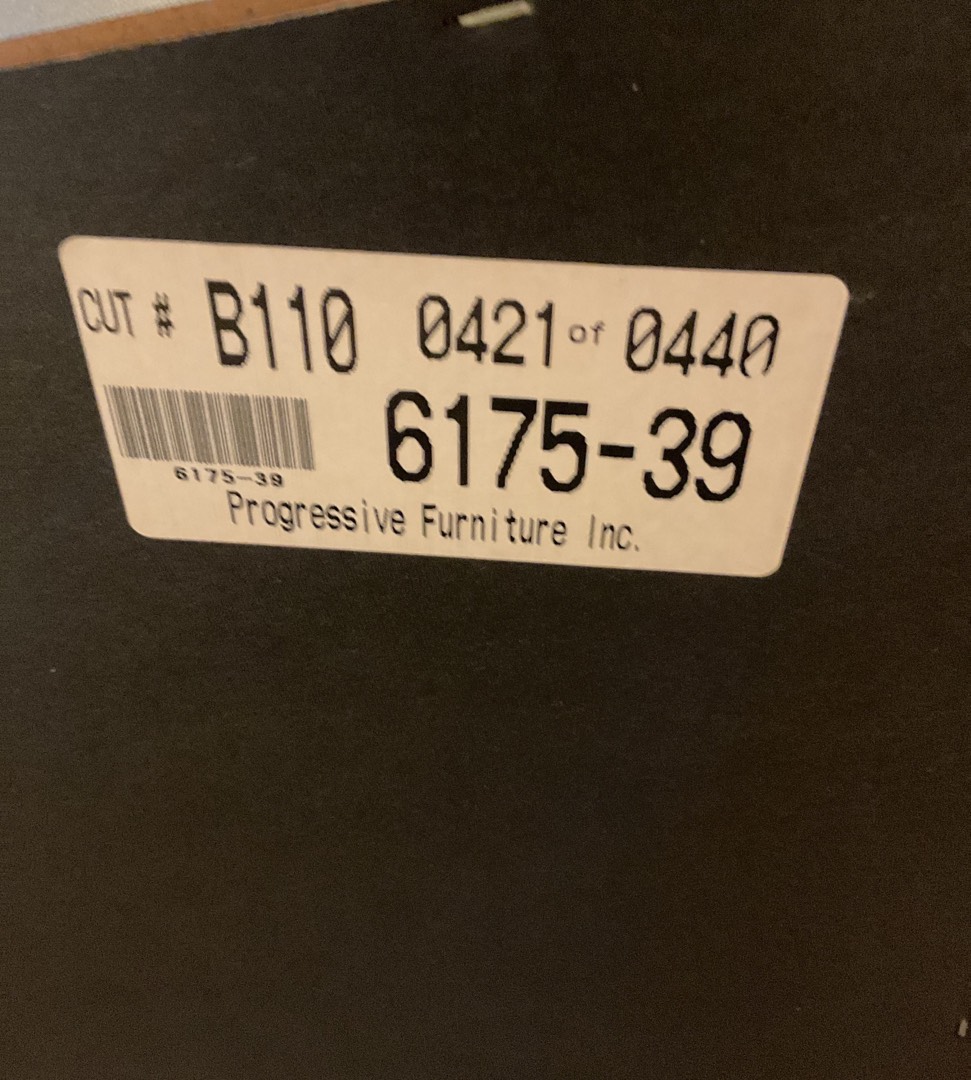 CUT # B110 0421 of 0440
6175-39
6175-39
Progressive Furniture Inc.